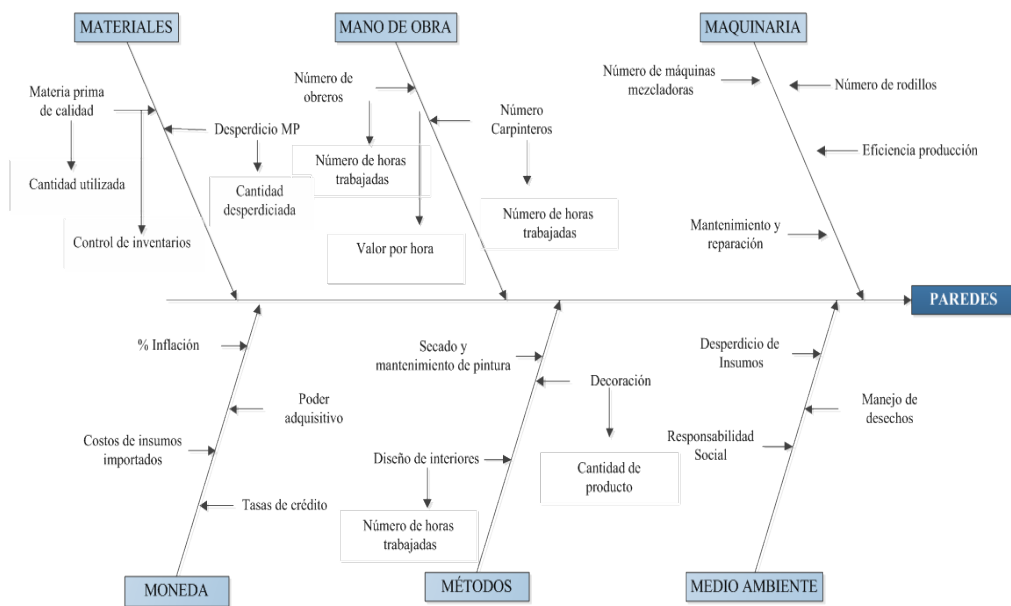 MATERIALES
MANO DE OBRA
MAQUINARIA
Materia prima
de calidad
Desperdicio MP
Cantidad utilizada
Cantidad
desperdiciada
Control de inventarios
Número de
obreros
Número
Carpinteros
Número de horas
trabajadas
Número de horas
trabajadas
Valor por hora
Número de máquinas
mezcladoras
Número de rodillos
Eficiencia producción
Mantenimiento y
reparación
PAREDES
% Inflación
Poder
adquisitivo
Costos de insumos
importados
Tasas de crédito
Secado y
mantenimiento de pintura
Decoración
Diseño de interiores
Cantidad de
producto
Número de horas
trabajadas
Desperdicio de
Insumos
Manejo de
desechos
Responsabilidad
Social
MONEDA
MÉTODOS
MEDIO AMBIENTE